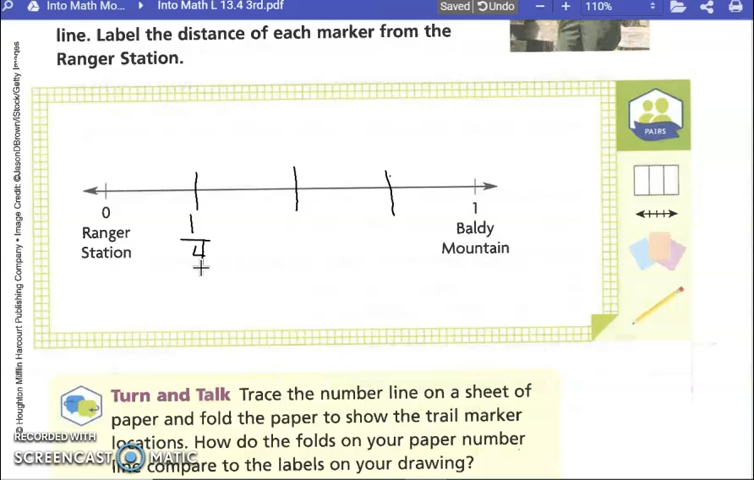 Into Math Mo...
Into Math L 13.4 3rd.pdf
Saved
Undo
110%
line. Label the distance of each marker from the
Ranger Station.
PAIRS
0
1
Ranger
Station
Baldy
Mountain
1
4
© Houghton Mifflin Harcourt Publishing Company • Image Credit: ©JasonDBrown/iStock/Getty Images
Turn and Talk Trace the number line on a sheet of
paper and fold the paper to show the trail marker
locations. How do the folds on your paper number
line compare to the labels on your drawing?
RECORDED WITH
SCREENCAST MATIC